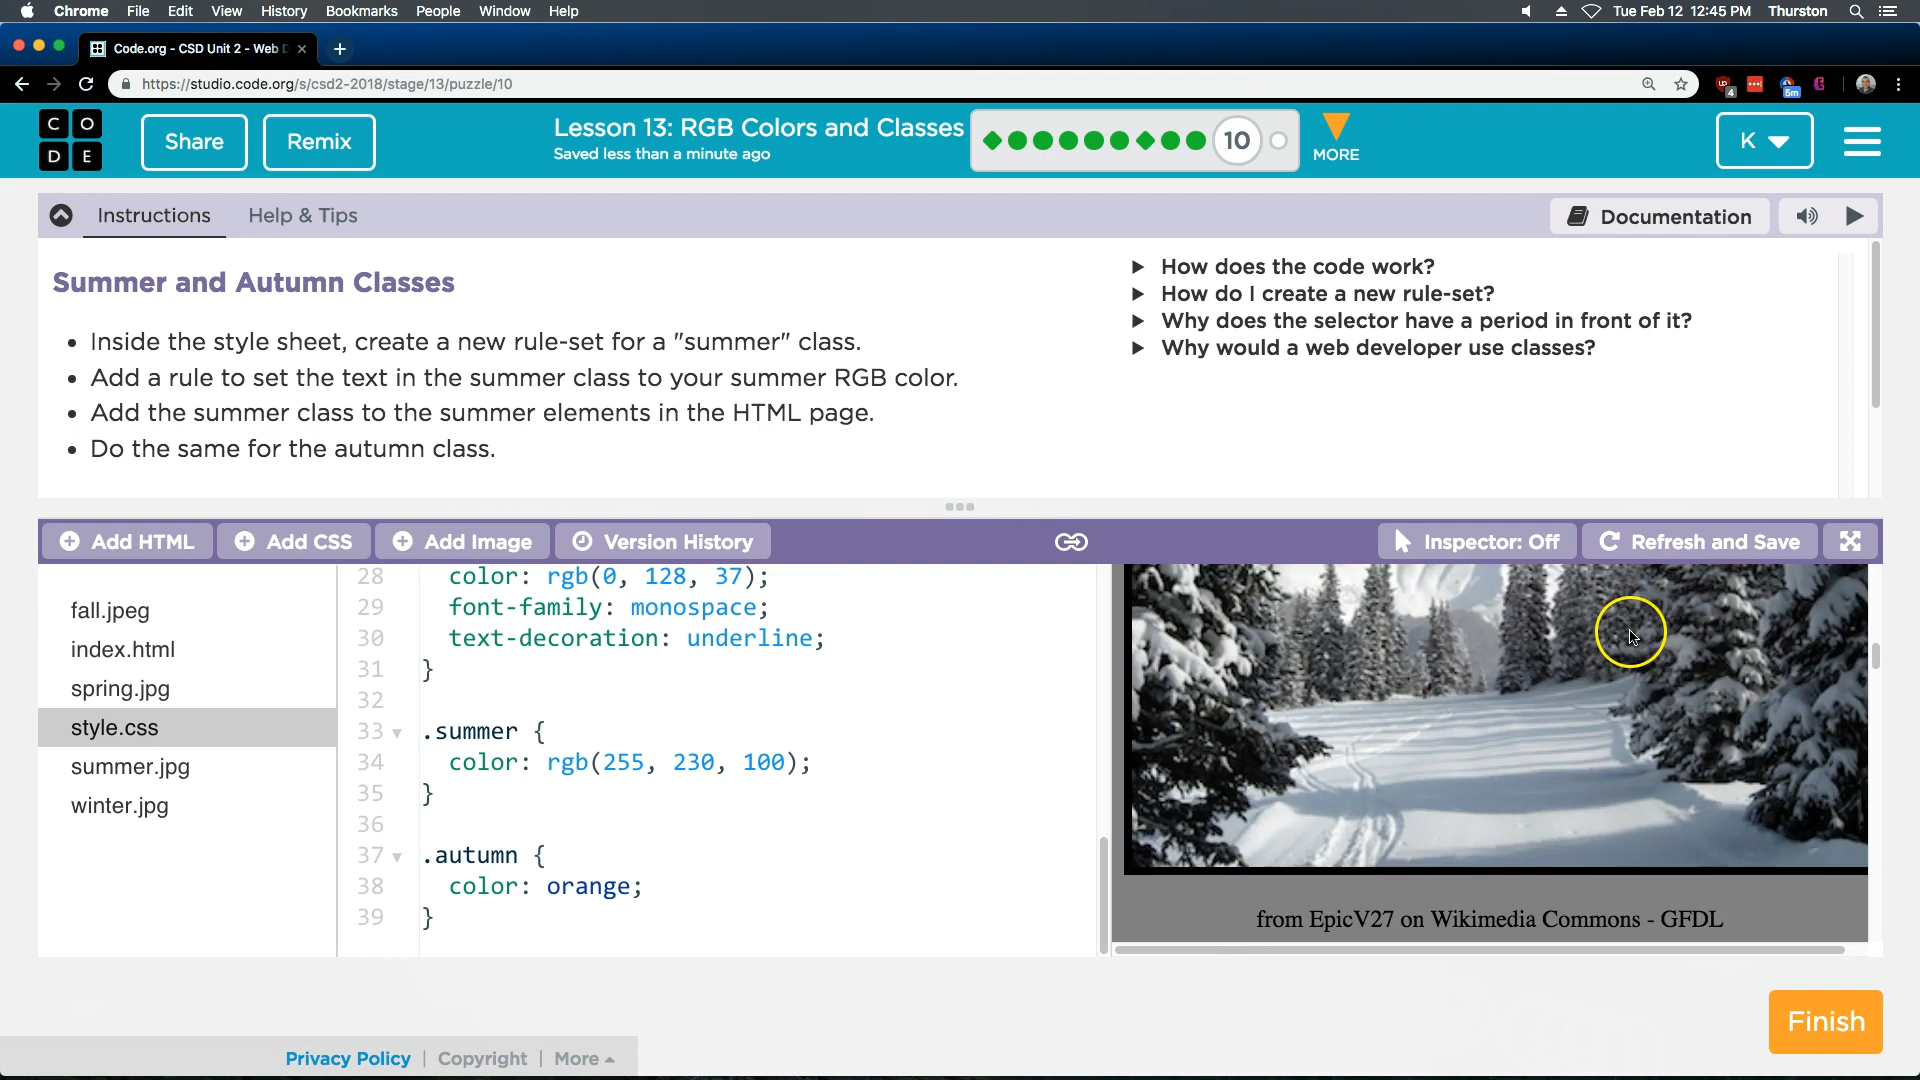 Chrome File Edit View History Bookmarks People Window Help
Tue Feb 12 12:45 PM Thurston
Code.org - CSD Unit 2 - Web D
https://studio.code.org/s/csd2-2018/stage/13/puzzle/10
4
5m
C O
D E
Share
Remix
Lesson 13: RGB Colors and Classes
Saved less than a minute ago
10
MORE
K
Instructions
Help & Tips
Documentation
Summer and Autumn Classes
• Inside the style sheet, create a new rule-set for a "summer" class.
• Add a rule to set the text in the summer class to your summer RGB color.
• Add the summer class to the summer elements in the HTML page.
• Do the same for the autumn class.
How does the code work?
How do I create a new rule-set?
Why does the selector have a period in front of it?
Why would a web developer use classes?
Add HTML
Add CSS
Add Image
Version History
Inspector: Off
Refresh and Save
fall.jpeg
index.html
spring.jpg
style.css
summer.jpg
winter.jpg
28 color: rgb(0, 128, 37);
29 font-family: monospace;
30 text-decoration: underline;
31 }
32
33 .summer {
34 color: rgb(255, 230, 100);
35 }
36
37 .autumn {
38 color: orange;
39 }
from EpicV27 on Wikimedia Commons - GFDL
Finish
Privacy Policy | Copyright | More